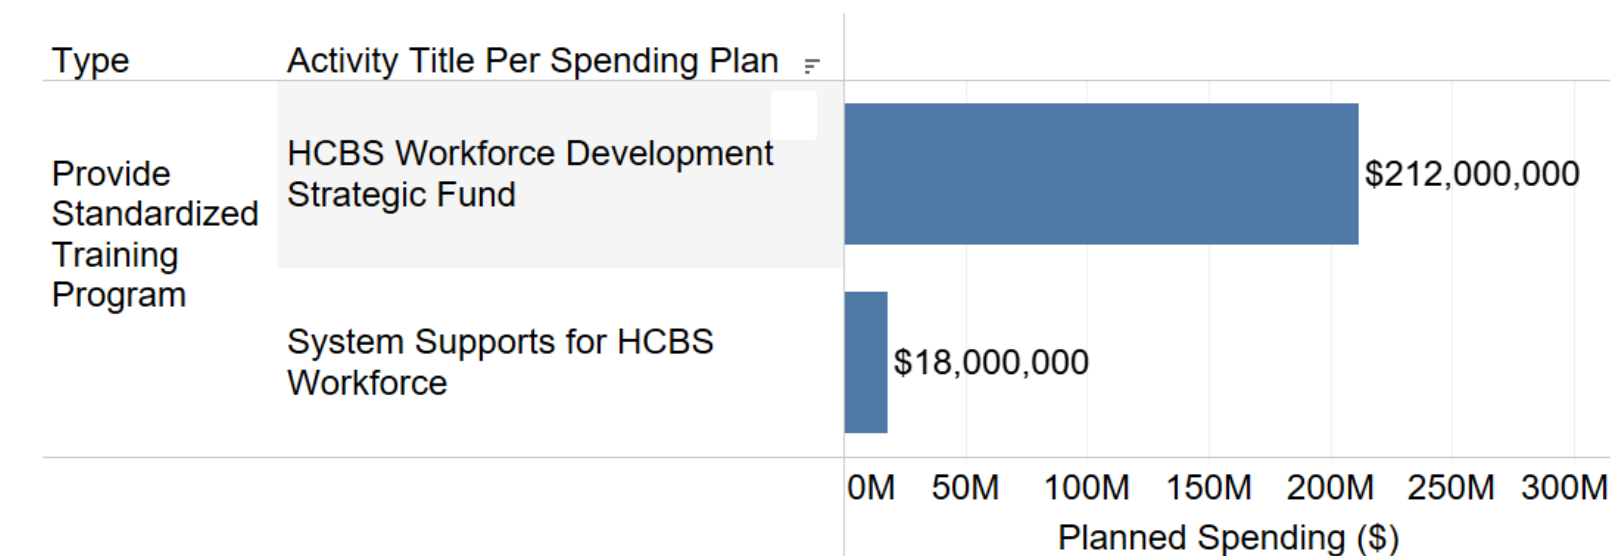 Type
Activity Title Per Spending Plan
Provide
Standardized
Training
Program
HCBS Workforce Development
Strategic Fund
$212,000,000
System Supports for HCBS
Workforce
$18,000,000
0M 50M 100M 150M 200M 250M 300M
Planned Spending ($)